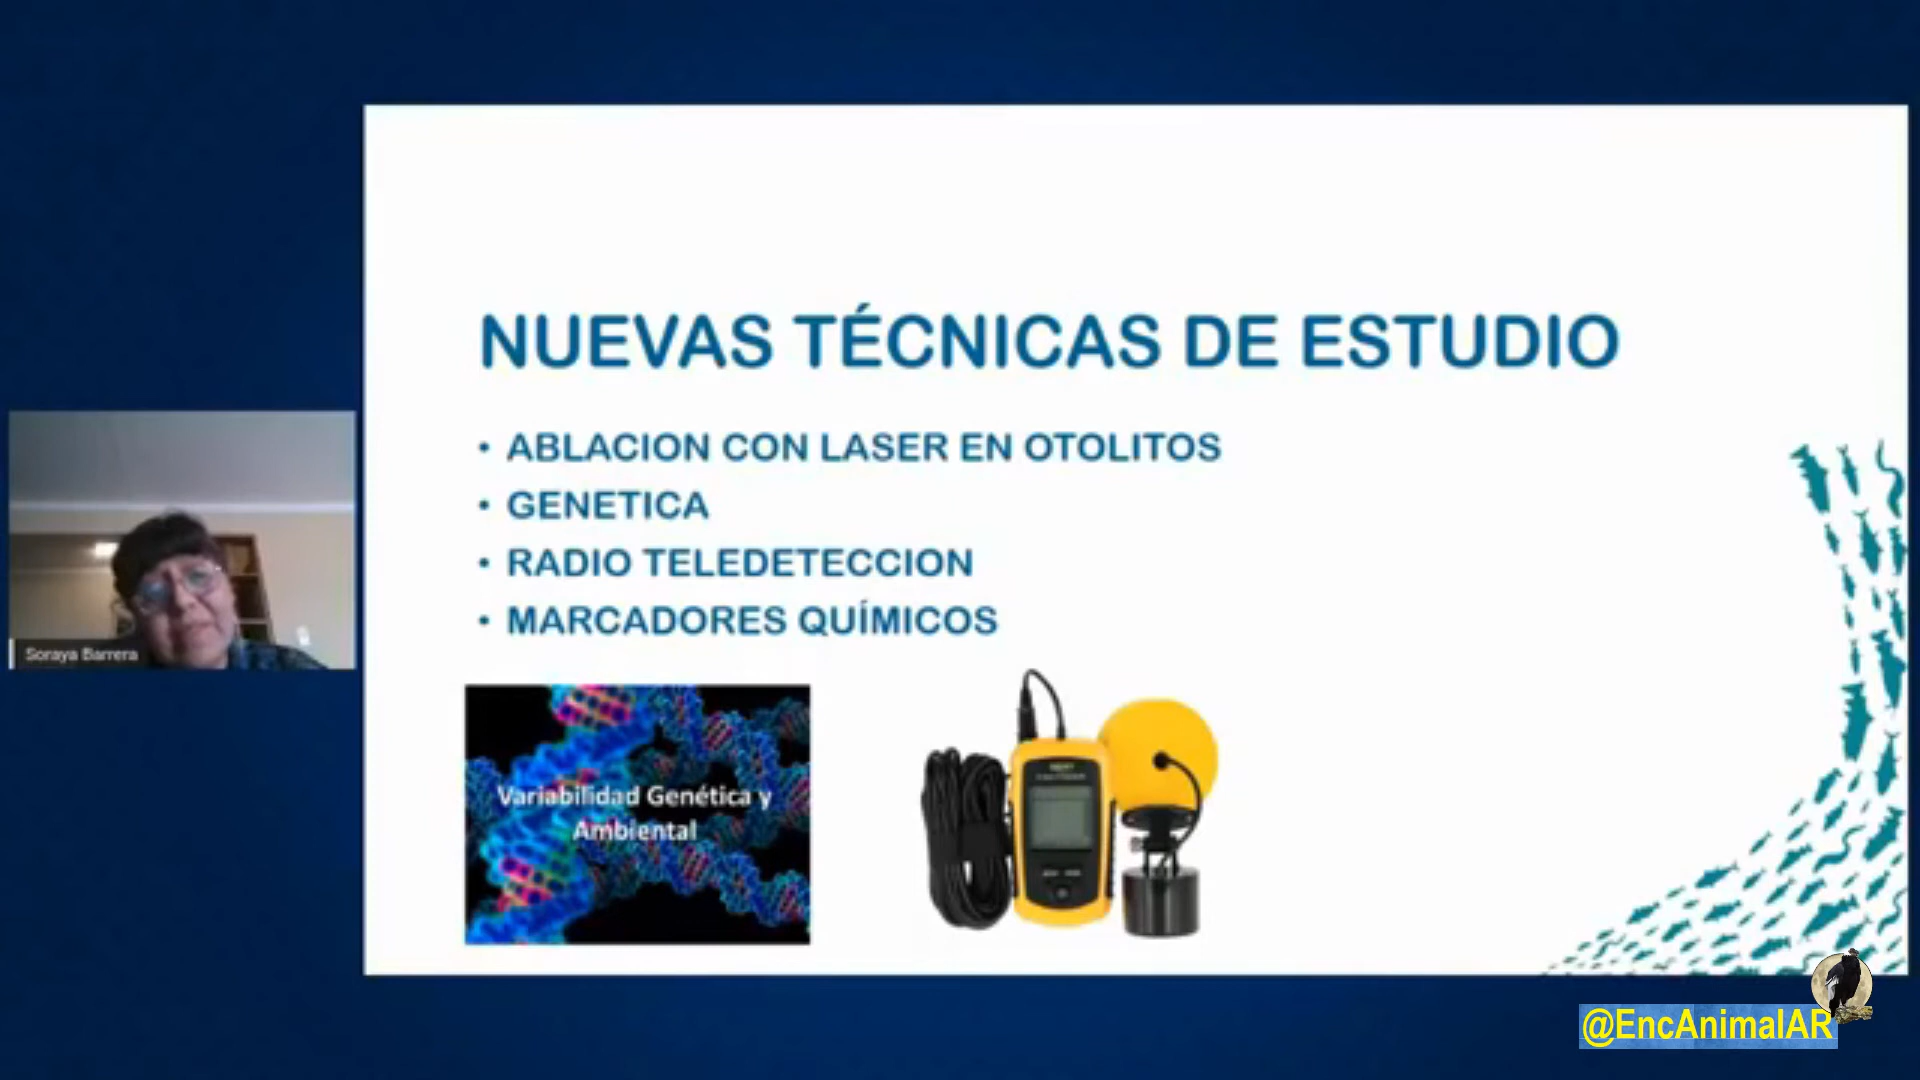 NUEVAS TÉCNICAS DE ESTUDIO
• ABLACION CON LASER EN OTOLITOS
• GENETICA
• RADIO TELEDETECCION
• MARCADORES QUÍMICOS
Soraya Barrera
Variabilidad Genética y
Ambiental
@EncAnimalAR